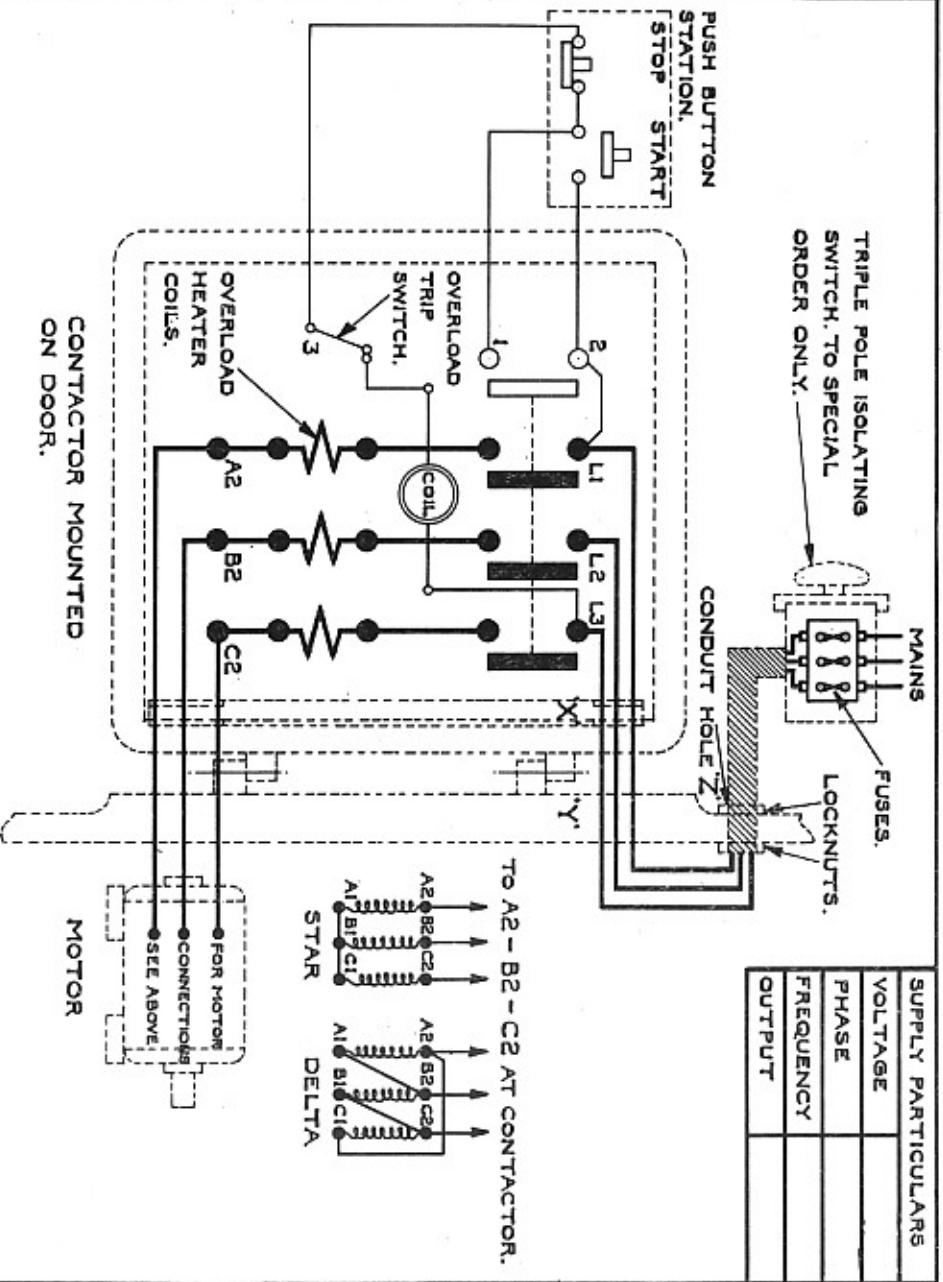 SUPPLY PARTICULARS
VOLTAGE
PHASE
FREQUENCY
OUTPUT
MAINS
FUSES.
LOCKNUTS.
TRIPLE POLE ISOLATING
SWITCH. TO SPECIAL
ORDER ONLY.
CONDUIT HOLE "Z".
PUSH BUTTON
STATION.
STOP START
2
1
3
L1
L2
L3
"X"
"Y"
OVERLOAD
TRIP
SWITCH.
COIL
OVERLOAD
HEATER
COILS.
A2
B2
C2
CONTACTOR MOUNTED
ON DOOR.
TO A2 - B2 - C2 AT CONTACTOR.
A2 B2 C2
A1 B1 C1
STAR
A2 B2 C2
A1 B1 C1
DELTA
FOR MOTOR
CONNECTIONS
SEE ABOVE
MOTOR